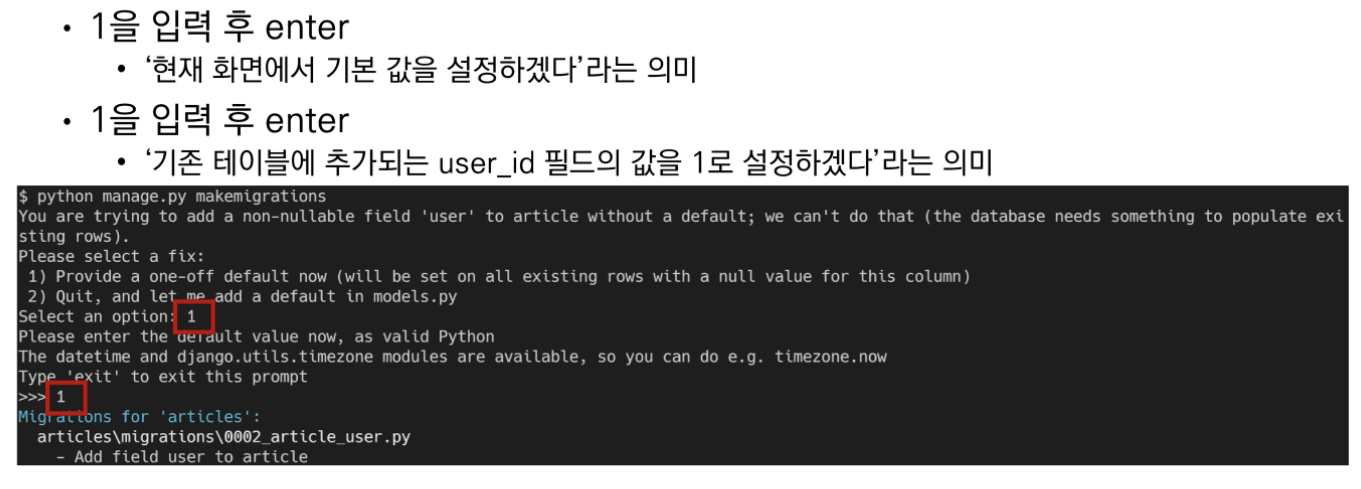 • 1을 입력 후 enter
• ‘현재 화면에서 기본 값을 설정하겠다’라는 의미
• 1을 입력 후 enter
• ‘기존 테이블에 추가되는 user_id 필드의 값을 1로 설정하겠다’라는 의미
$ python manage.py makemigrations
You are trying to add a non-nullable field 'user' to article without a default; we can't do that (the database needs something to populate exi
sting rows).
Please select a fix:
1) Provide a one-off default now (will be set on all existing rows with a null value for this column)
2) Quit, and let me add a default in models.py
Select an option: 1
Please enter the default value now, as valid Python
The datetime and django.utils.timezone modules are available, so you can do e.g. timezone.now
Type 'exit' to exit this prompt
>>> 1
Migrations for 'articles':
articles\migrations\0002_article_user.py
- Add field user to article